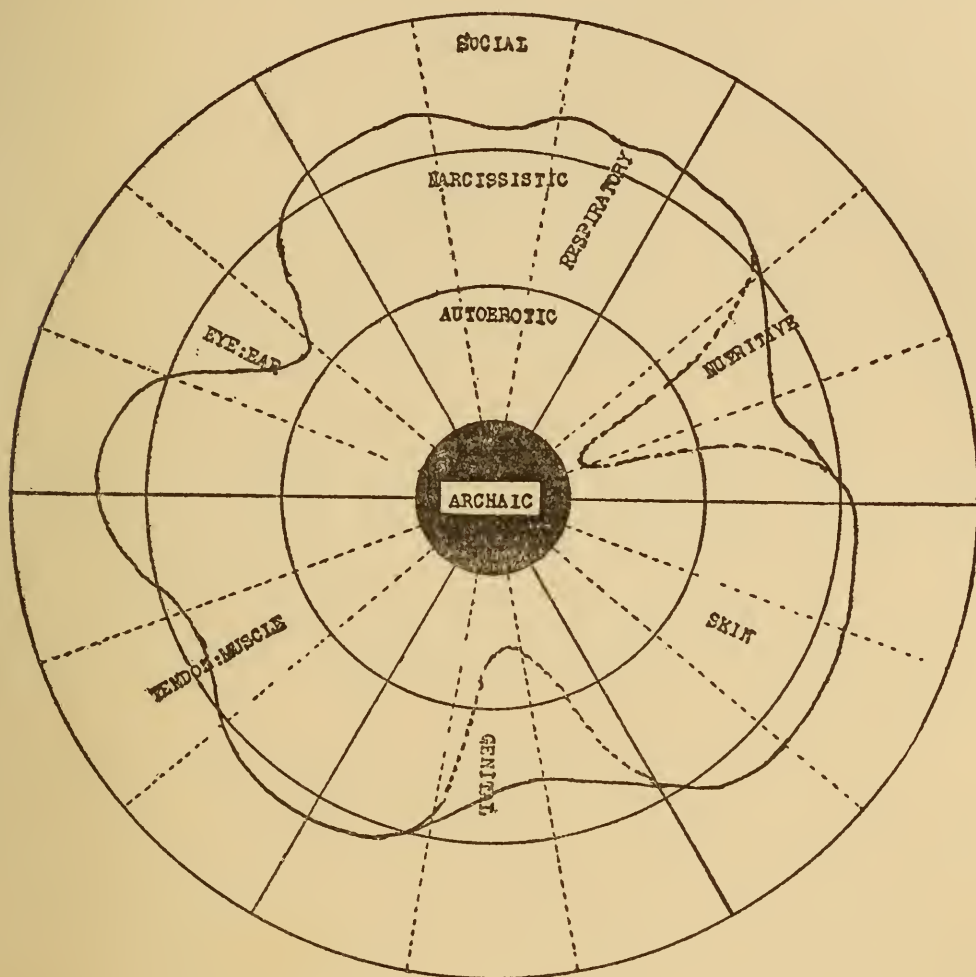 SOCIAL
NARCISSISTIC
RESPIRATORY
AUTOEROTIC
EYE:EAR
NUTRITIVE
ARCHAIC
SKIN
TENDON:MUSCLE
GENITAL